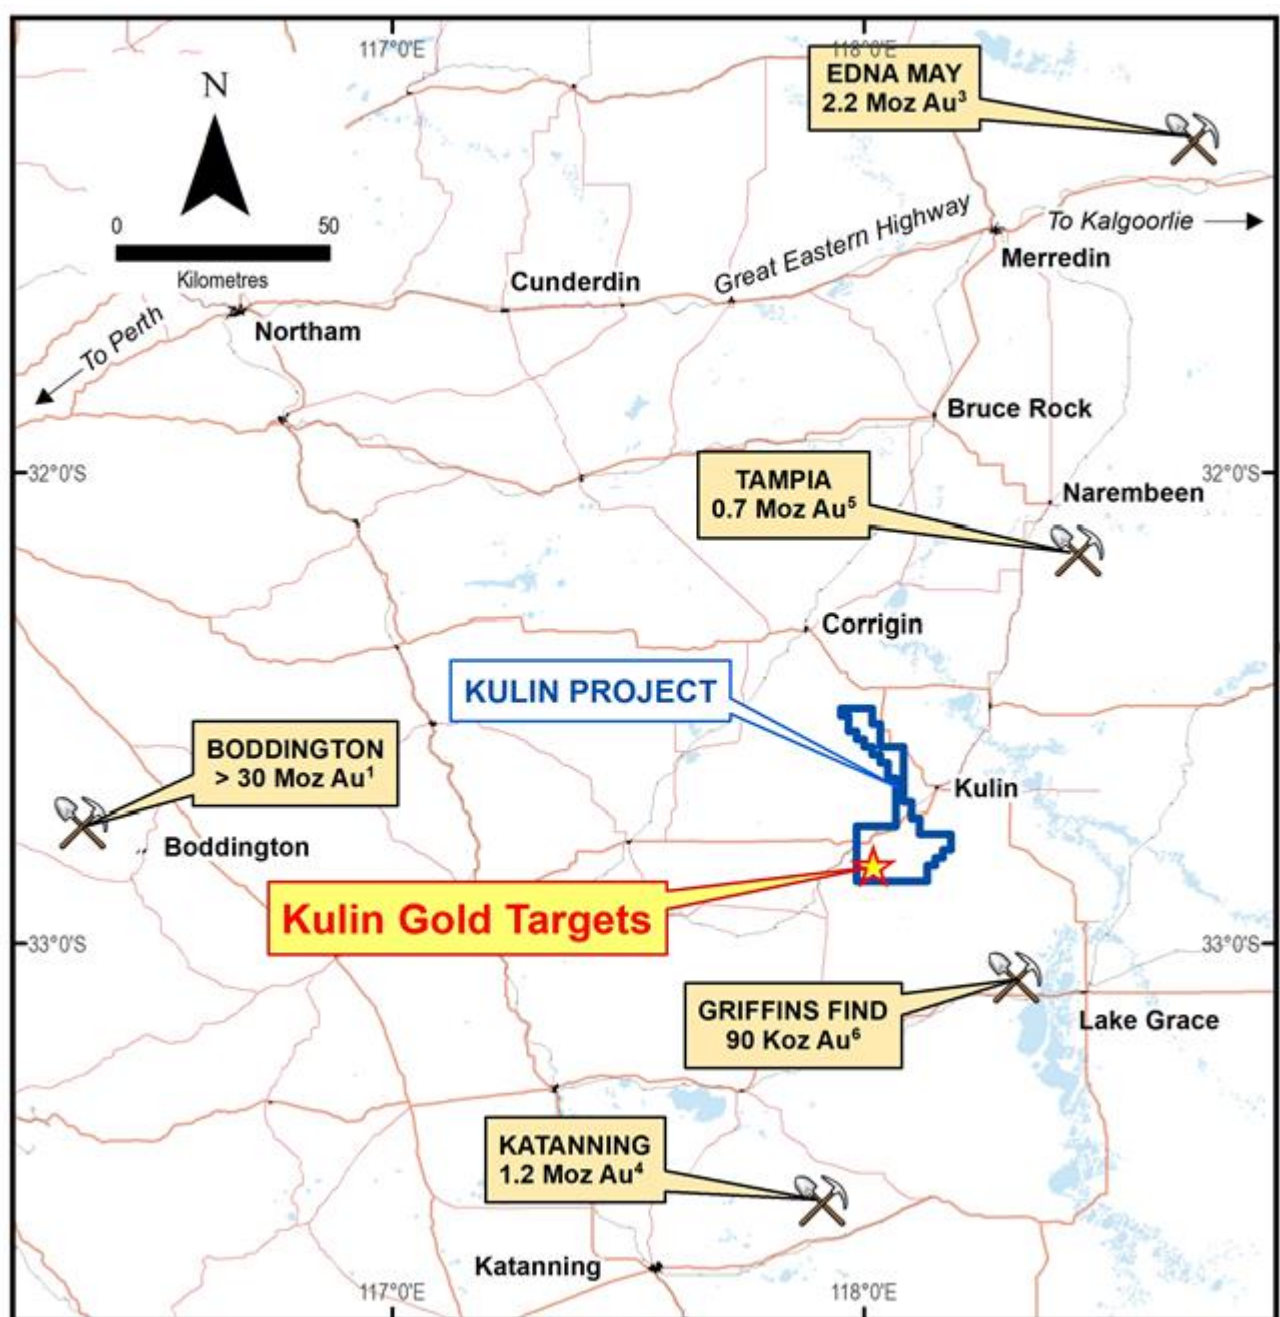 117°0'E
118°0'E
N
EDNA MAY
2.2 Moz Au³
0 50
Kilometres
To Kalgoorlie
Great Eastern Highway
Merredin
Cunderdin
Northam
To Perth
Bruce Rock
32°0'S
32°0'S
TAMPIA
0.7 Moz Au⁵
Narembeen
Corrigin
KULIN PROJECT
BODDINGTON
> 30 Moz Au¹
Kulin
Boddington
Kulin Gold Targets
33°0'S
33°0'S
GRIFFINS FIND
90 Koz Au⁶
Lake Grace
KATANNING
1.2 Moz Au⁴
Katanning
117°0'E
118°0'E